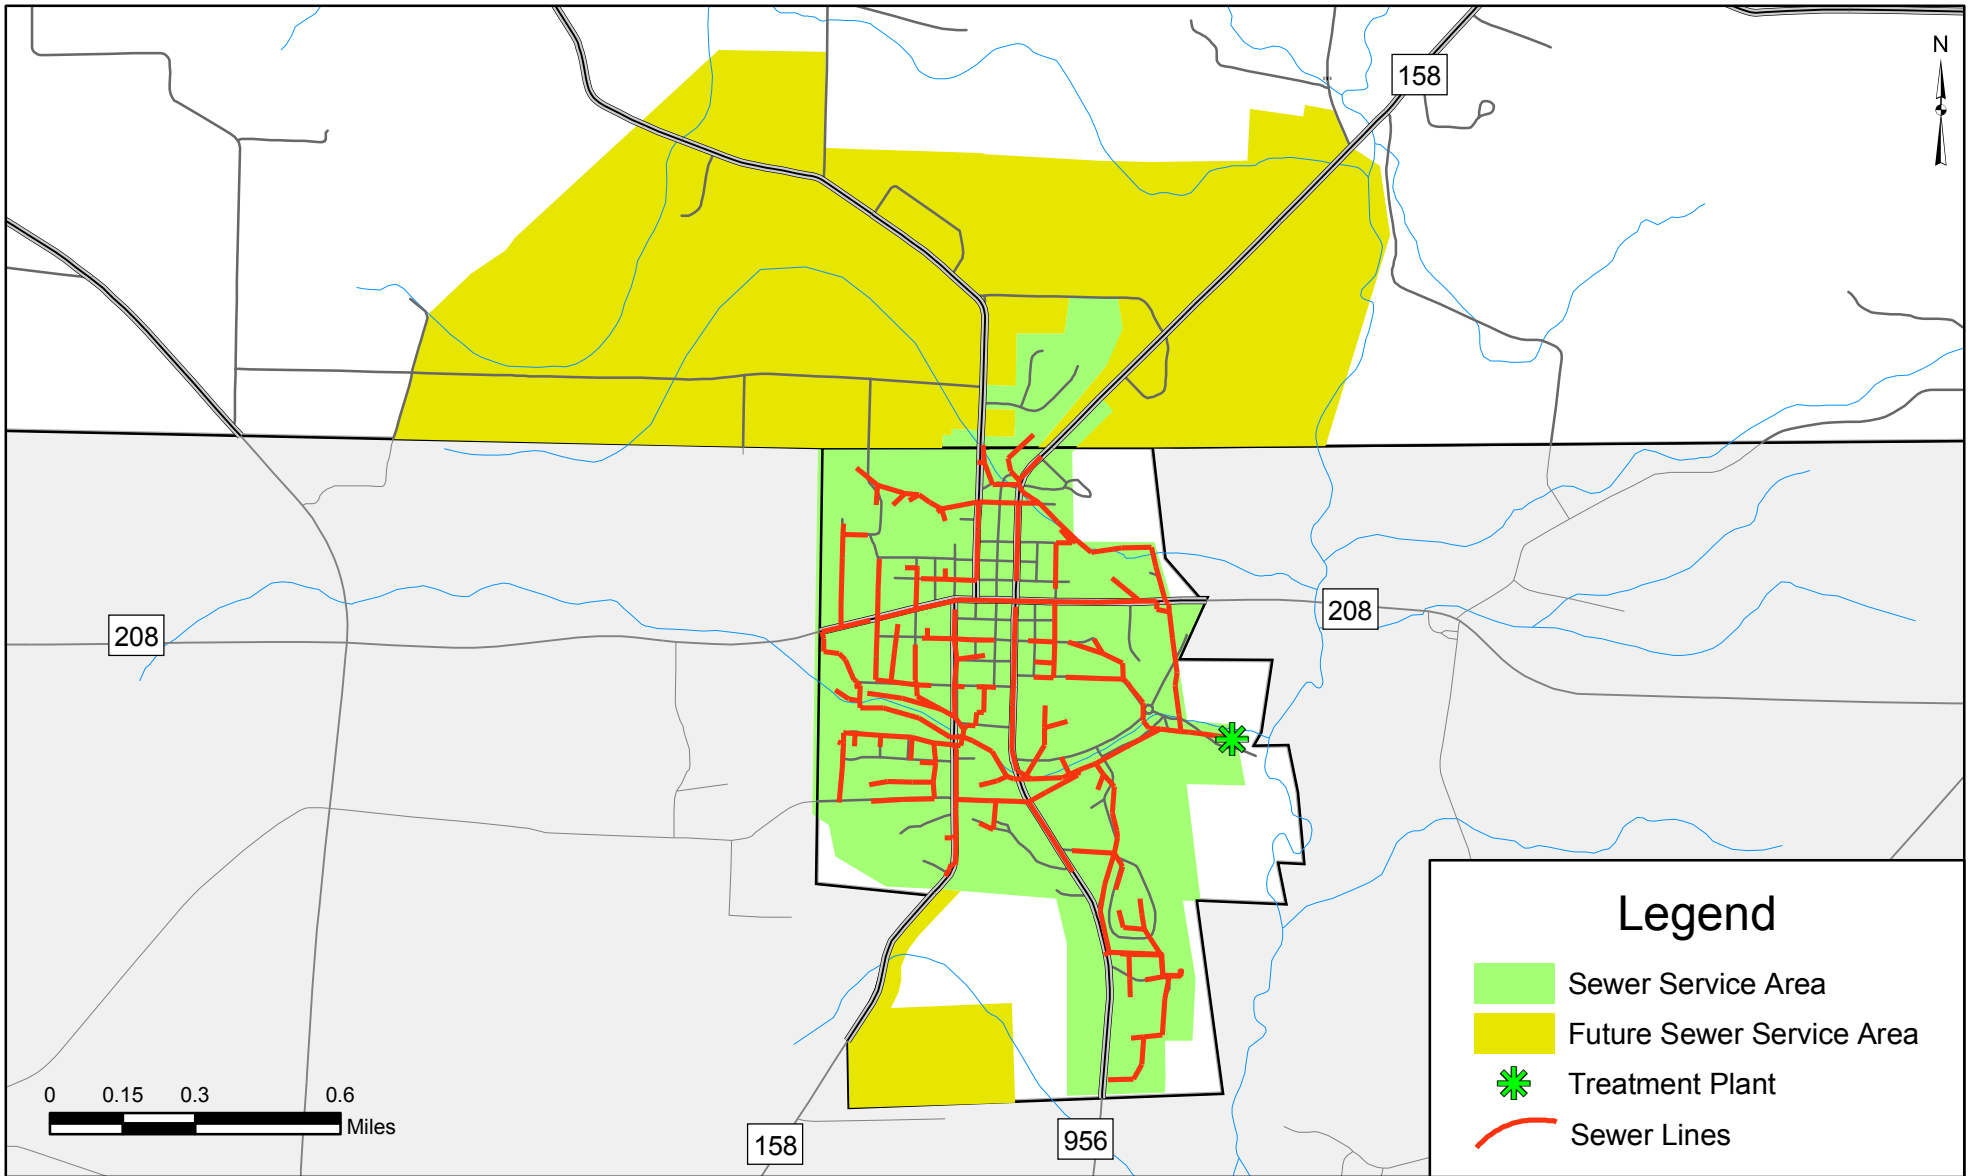 158
N
208
208
Legend
Sewer Service Area
Future Sewer Service Area
Treatment Plant
Sewer Lines
0 0.15 0.3 0.6
Miles
158
956